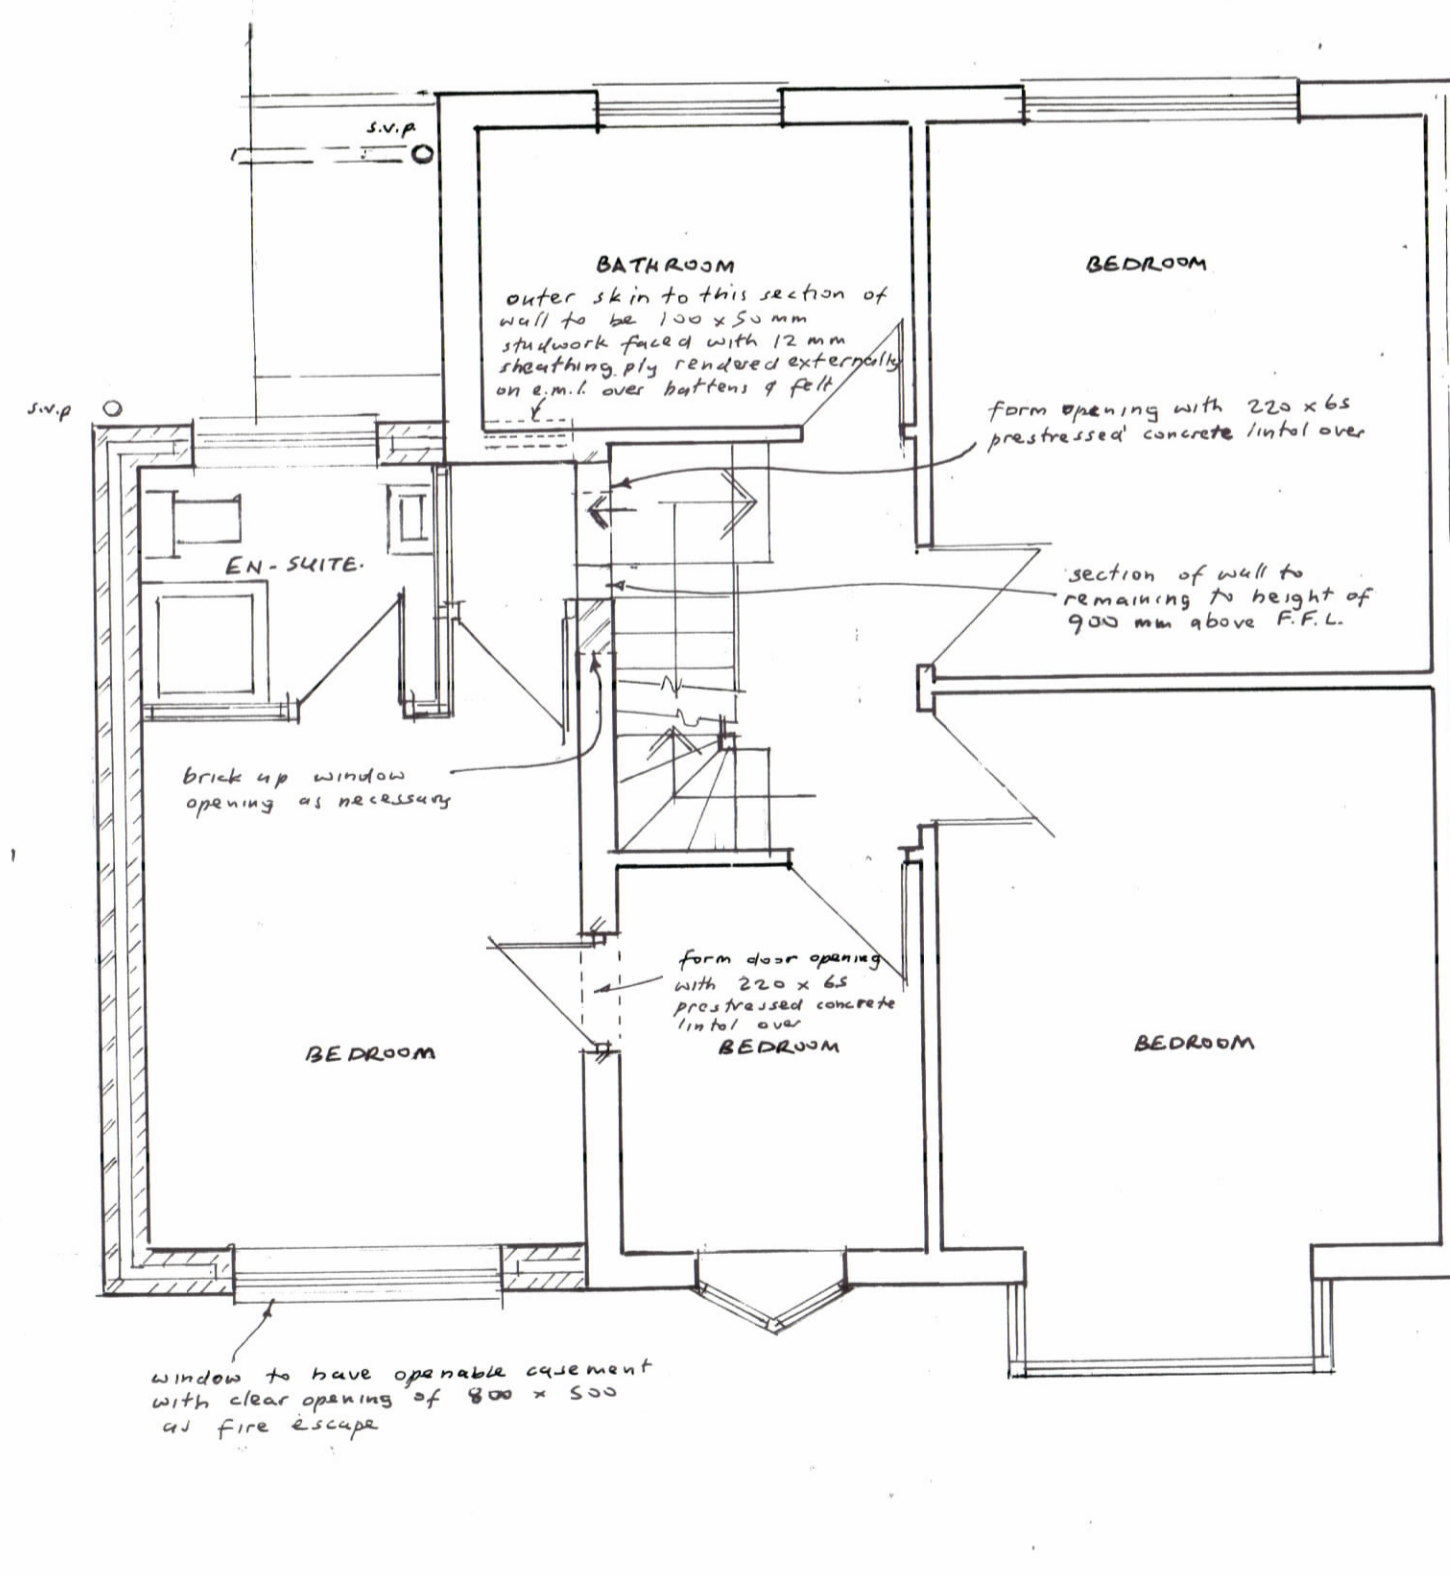 s.v.p.
BATHROOM
outer skin to this section of
wall to be 100 x 50 mm
studwork faced with 12 mm
sheathing ply rendered externally
on e.m.l. over battens & felt
BEDROOM
s.v.p
form opening with 220 x 65
prestressed concrete lintol over
EN-SUITE.
section of wall to
remaining to height of
900 mm above F.F.L.
brick up window
opening as necessary
form door opening
with 220 x 65
prestressed concrete
lintol over
BEDROOM
BEDROOM
BEDROOM
window to have openable casement
with clear opening of 800 x 500
as fire escape